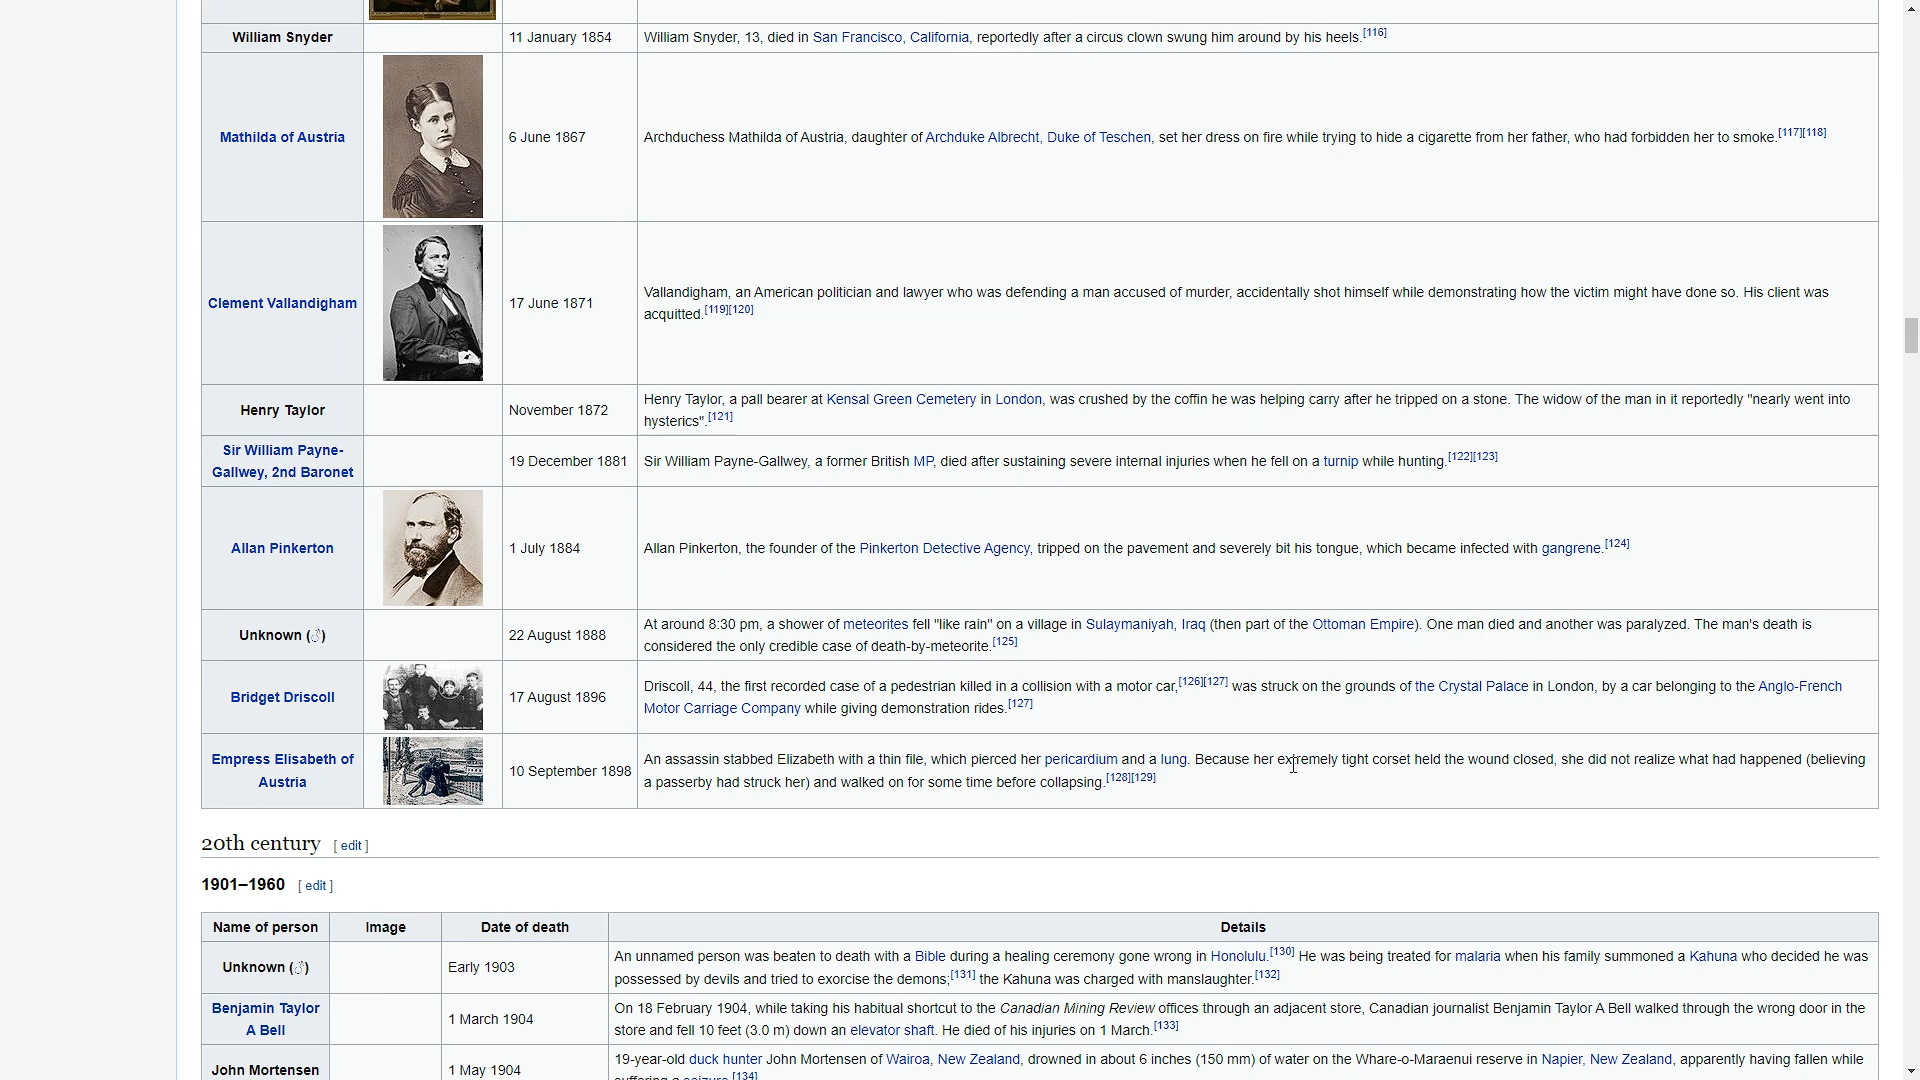 William Snyder 11 January 1854 William Snyder, 13, died in San Francisco, California, reportedly after a circus clown swung him around by his heels.[116]
Mathilda of Austria 6 June 1867 Archduchess Mathilda of Austria, daughter of Archduke Albrecht, Duke of Teschen, set her dress on fire while trying to hide a cigarette from her father, who had forbidden her to smoke.[117][118]
Clement Vallandigham 17 June 1871 Vallandigham, an American politician and lawyer who was defending a man accused of murder, accidentally shot himself while demonstrating how the victim might have done so. His client was
acquitted.[119][120]
Henry Taylor November 1872 Henry Taylor, a pall bearer at Kensal Green Cemetery in London, was crushed by the coffin he was helping carry after he tripped on a stone. The widow of the man in it reportedly "nearly went into
hysterics".[121]
Sir William Payne-
Gallwey, 2nd Baronet 19 December 1881 Sir William Payne-Gallwey, a former British MP, died after sustaining severe internal injuries when he fell on a turnip while hunting.[122][123]
Allan Pinkerton 1 July 1884 Allan Pinkerton, the founder of the Pinkerton Detective Agency, tripped on the pavement and severely bit his tongue, which became infected with gangrene.[124]
Unknown (♂) 22 August 1888 At around 8:30 pm, a shower of meteorites fell "like rain" on a village in Sulaymaniyah, Iraq (then part of the Ottoman Empire). One man died and another was paralyzed. The man's death is
considered the only credible case of death-by-meteorite.[125]
Bridget Driscoll 17 August 1896 Driscoll, 44, the first recorded case of a pedestrian killed in a collision with a motor car,[126][127] was struck on the grounds of the Crystal Palace in London, by a car belonging to the Anglo-French
Motor Carriage Company while giving demonstration rides.[127]
Empress Elisabeth of
Austria 10 September 1898 An assassin stabbed Elizabeth with a thin file, which pierced her pericardium and a lung. Because her extremely tight corset held the wound closed, she did not realize what had happened (believing
a passerby had struck her) and walked on for some time before collapsing.[128][129]
20th century [ edit ]
1901–1960 [ edit ]
Name of person Image Date of death Details
Unknown (♂) Early 1903 An unnamed person was beaten to death with a Bible during a healing ceremony gone wrong in Honolulu.[130] He was being treated for malaria when his family summoned a Kahuna who decided he was
possessed by devils and tried to exorcise the demons;[131] the Kahuna was charged with manslaughter.[132]
Benjamin Taylor
A Bell 1 March 1904 On 18 February 1904, while taking his habitual shortcut to the Canadian Mining Review offices through an adjacent store, Canadian journalist Benjamin Taylor A Bell walked through the wrong door in the
store and fell 10 feet (3.0 m) down an elevator shaft. He died of his injuries on 1 March.[133]
John Mortensen 1 May 1904 19-year-old duck hunter John Mortensen of Wairoa, New Zealand, drowned in about 6 inches (150 mm) of water on the Whare-o-Maraenui reserve in Napier, New Zealand, apparently having fallen while
suffering a seizure.[134]